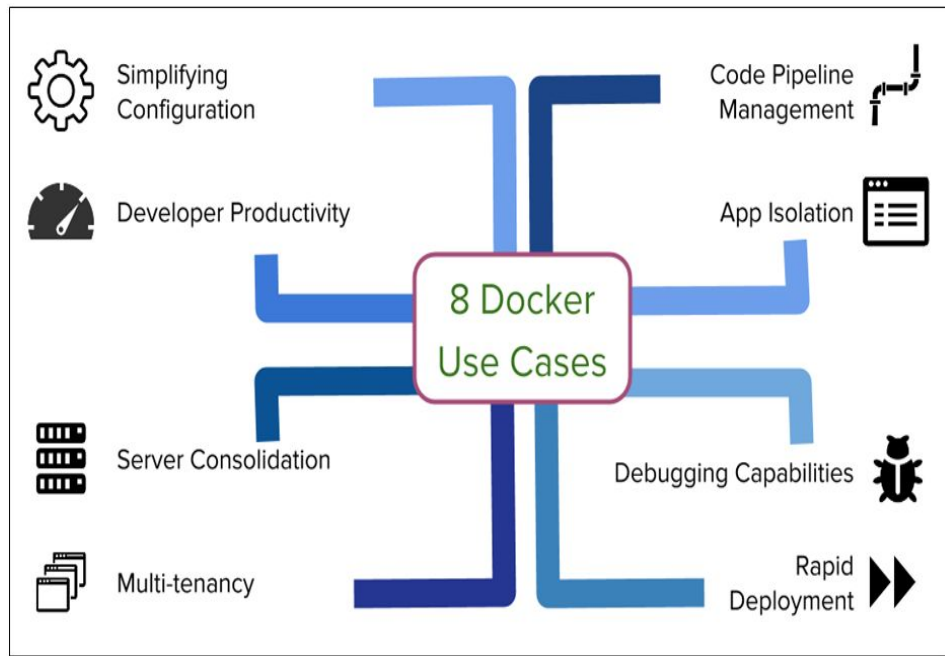 Simplifying
Configuration
Code Pipeline
Management
Developer Productivity
App Isolation
8 Docker
Use Cases
Server Consolidation
Debugging Capabilities
Multi-tenancy
Rapid
Deployment